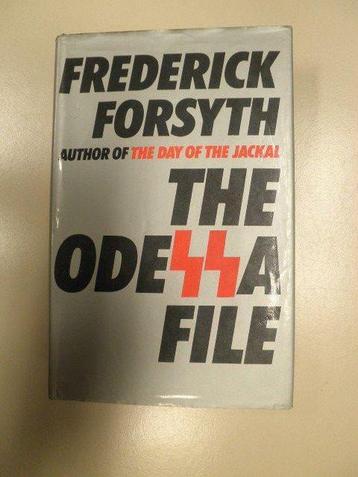 FREDERICK
FORSYTH
AUTHOR OF THE DAY OF THE JACKAL
THE
ODESSA
FILE